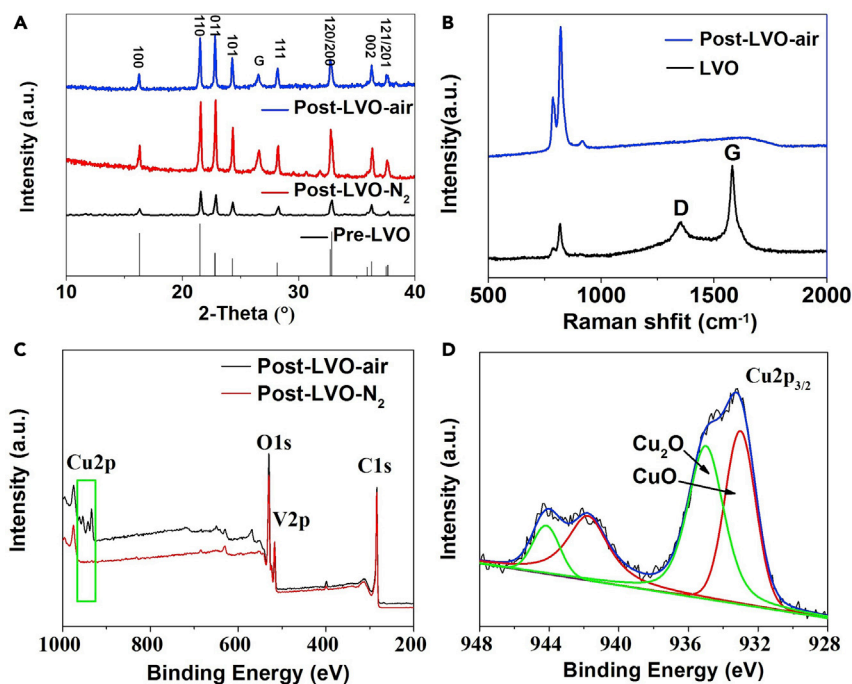 A
100
110
011
101
G
111
120/200
002
121/201
Post-LVO-air
Post-LVO-N2
Pre-LVO
Intensity (a.u.)
10 20 30 40
2-Theta (°)
B
Post-LVO-air
LVO
D
G
Intensity(a.u.)
500 1000 1500 2000
Raman shfit (cm-1)
C
Post-LVO-air
Post-LVO-N2
Cu2p
O1s
V2p
C1s
Intensity (a.u.)
1000 800 600 400 200
Binding Energy (eV)
D
Cu2p3/2
Cu2O
CuO
Intensity (a.u.)
948 944 940 936 932 928
Binding Energy (eV)